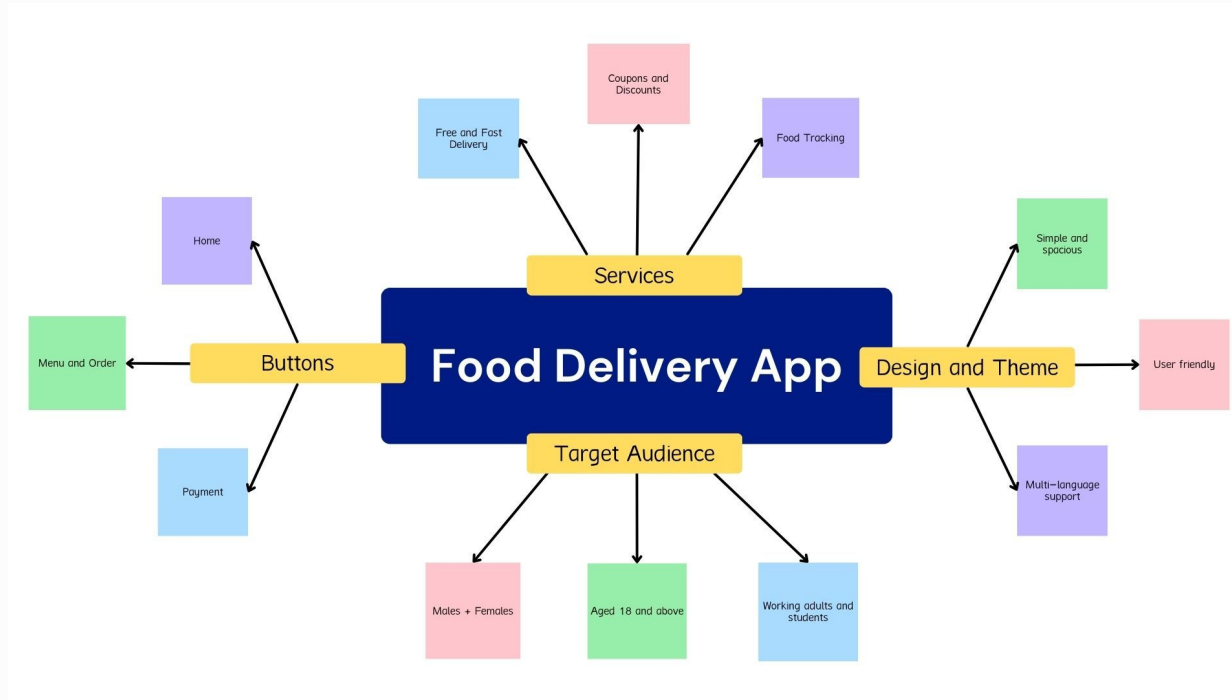 Coupons and
Discounts
Free and Fast
Delivery
Food Tracking
Home
Simple and
spacious
Services
Menu and Order
Buttons
Food Delivery App
Design and Theme
User friendly
Target Audience
Payment
Multi-language
support
Males + Females
Aged 18 and above
Working adults and
students